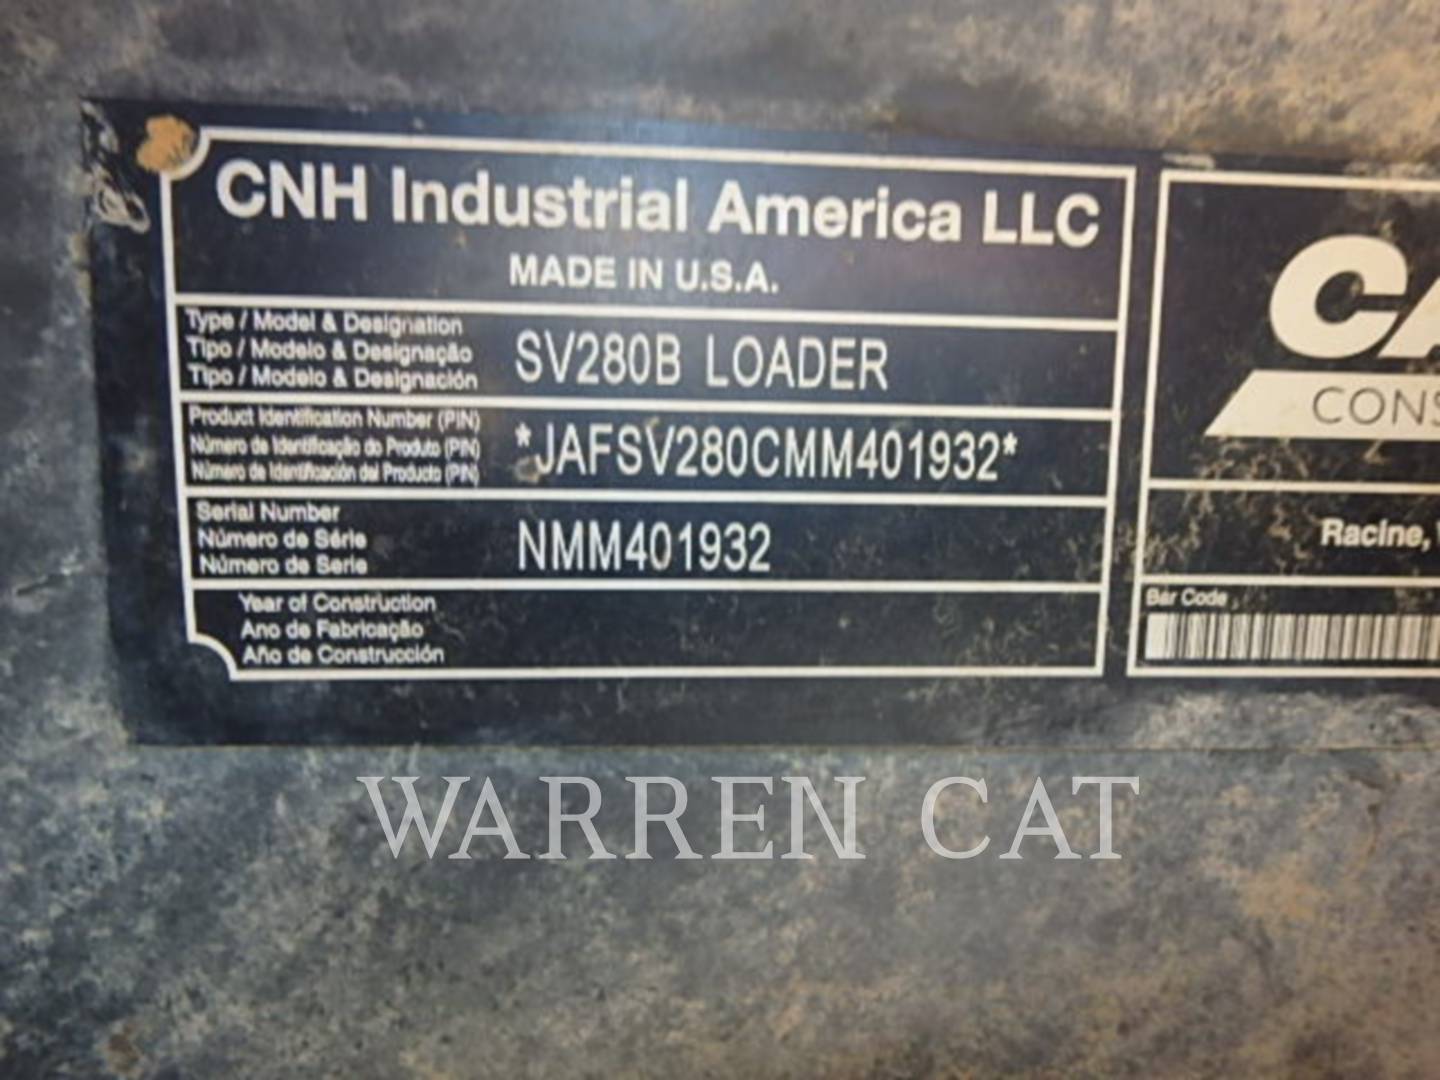 CNH Industrial America LLC
MADE IN U.S.A.
Type / Model & Designation
Tipo / Modelo & Designação
Tipo / Modelo & Designación
SV280B LOADER
Product Identification Number (PIN)
Número de Identificação do Produto (PIN)
Número de Identificación del Producto (PIN)
*JAFSV280CMM401932*
Serial Number
Número de Série
Número de Serie
NMM401932
Year of Construction
Ano de Fabricação
Año de Construcción
CA
CONS
Racine,
Bar Code
WARREN CAT